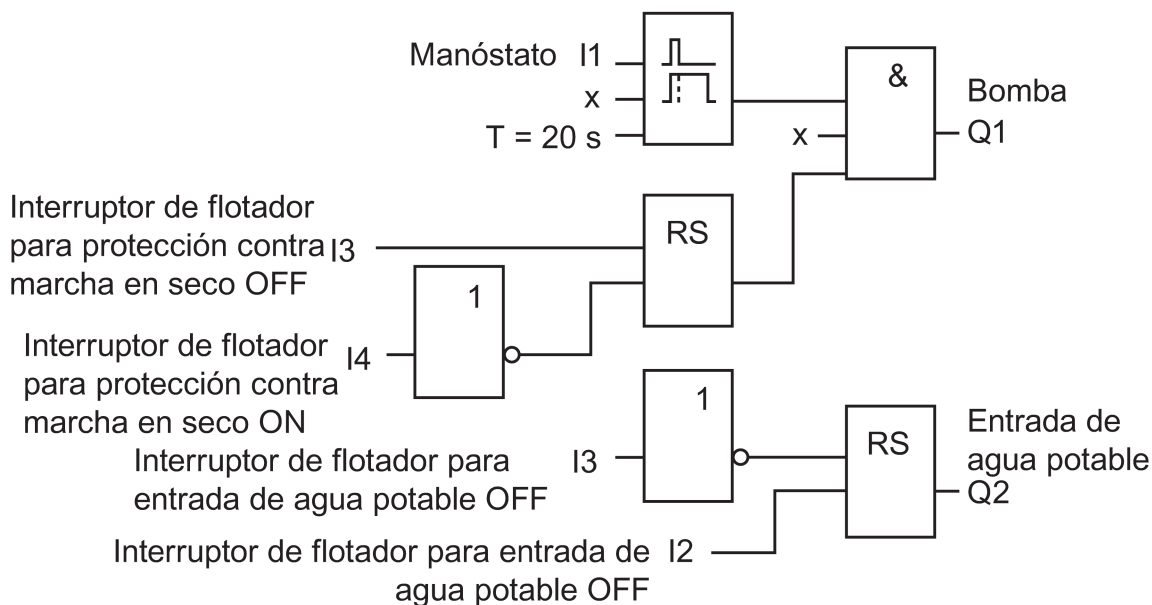 Manóstato I1
x
T = 20 s
&
x
Bomba
Q1
Interruptor de flotador
para protección contra
marcha en seco OFF
I3
RS
1
Interruptor de flotador
para protección contra
marcha en seco ON
I4
1
Interruptor de flotador para
entrada de agua potable OFF
I3
RS
Entrada de
agua potable
Q2
Interruptor de flotador para entrada de I2
agua potable OFF